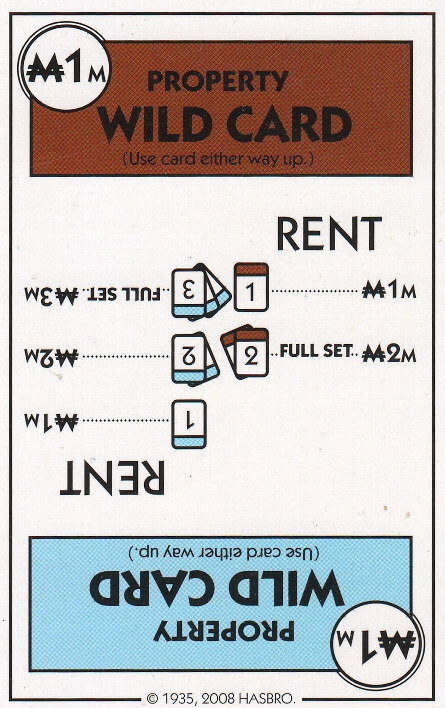 ₩1M
PROPERTY
WILD CARD
(Use card either way up.)
RENT
1 ₩1M
2 FULL SET ₩2M
₩1M
PROPERTY
WILD CARD
(Use card either way up.)
RENT
1 ₩1M
2 ₩2M
3 FULL SET ₩3M
© 1935, 2008 HASBRO.